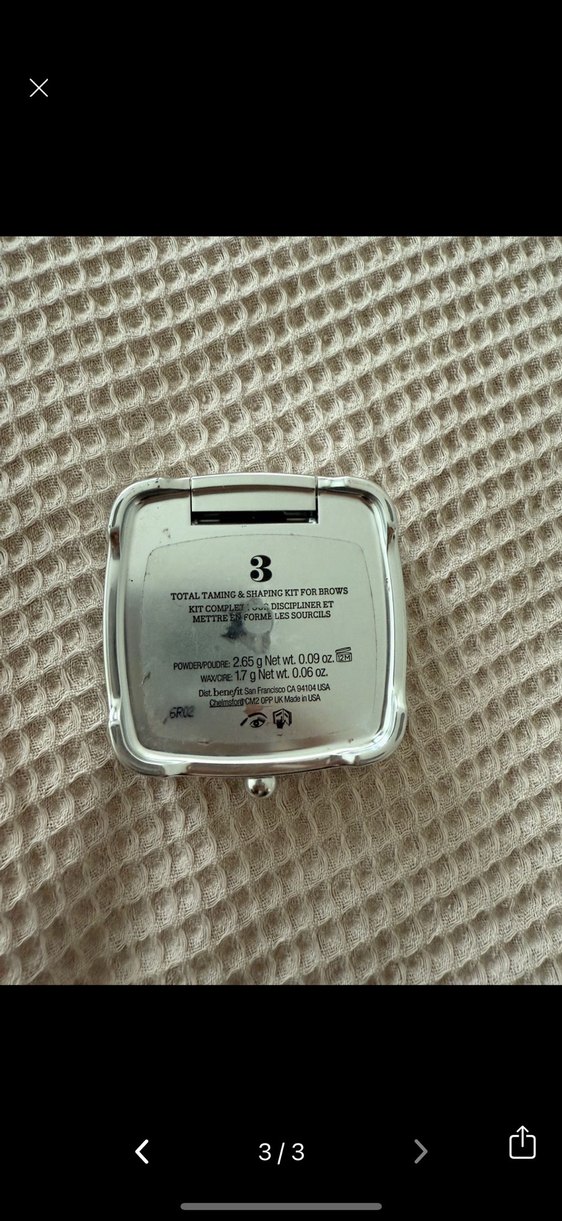 3
TOTAL TAMING & SHAPING KIT FOR BROWS
KIT COMPLET POUR DISCIPLINER ET
METTRE EN FORME LES SOURCILS
POWDER/POUDRE: 2.65 g Net wt. 0.09 oz. 12M
WAX/CIRE: 1.7 g Net wt. 0.06 oz.
Dist. benefit San Francisco CA 94104 USA
Chelmsford CM2 0PP UK Made in USA
6R02
3 / 3